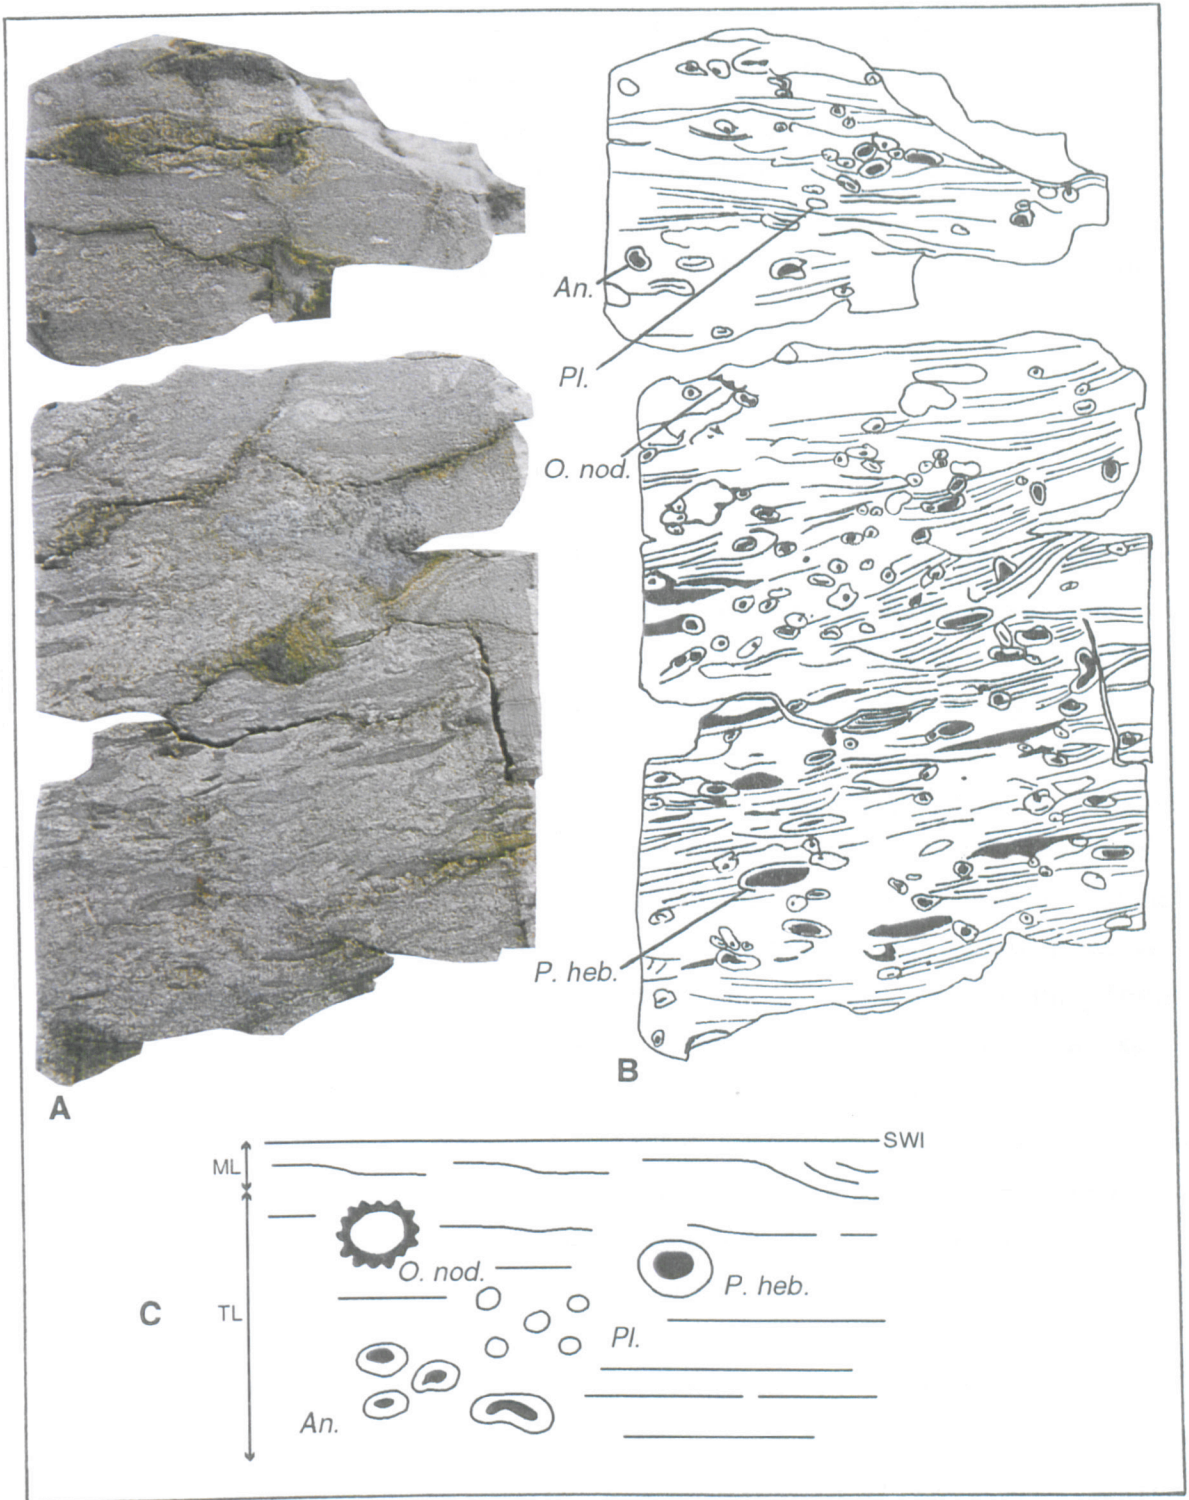 An.
Pl.
O. nod.
P. heb.
B
A
SWI
ML
O. nod.
P. heb.
C
TL
Pl.
An.